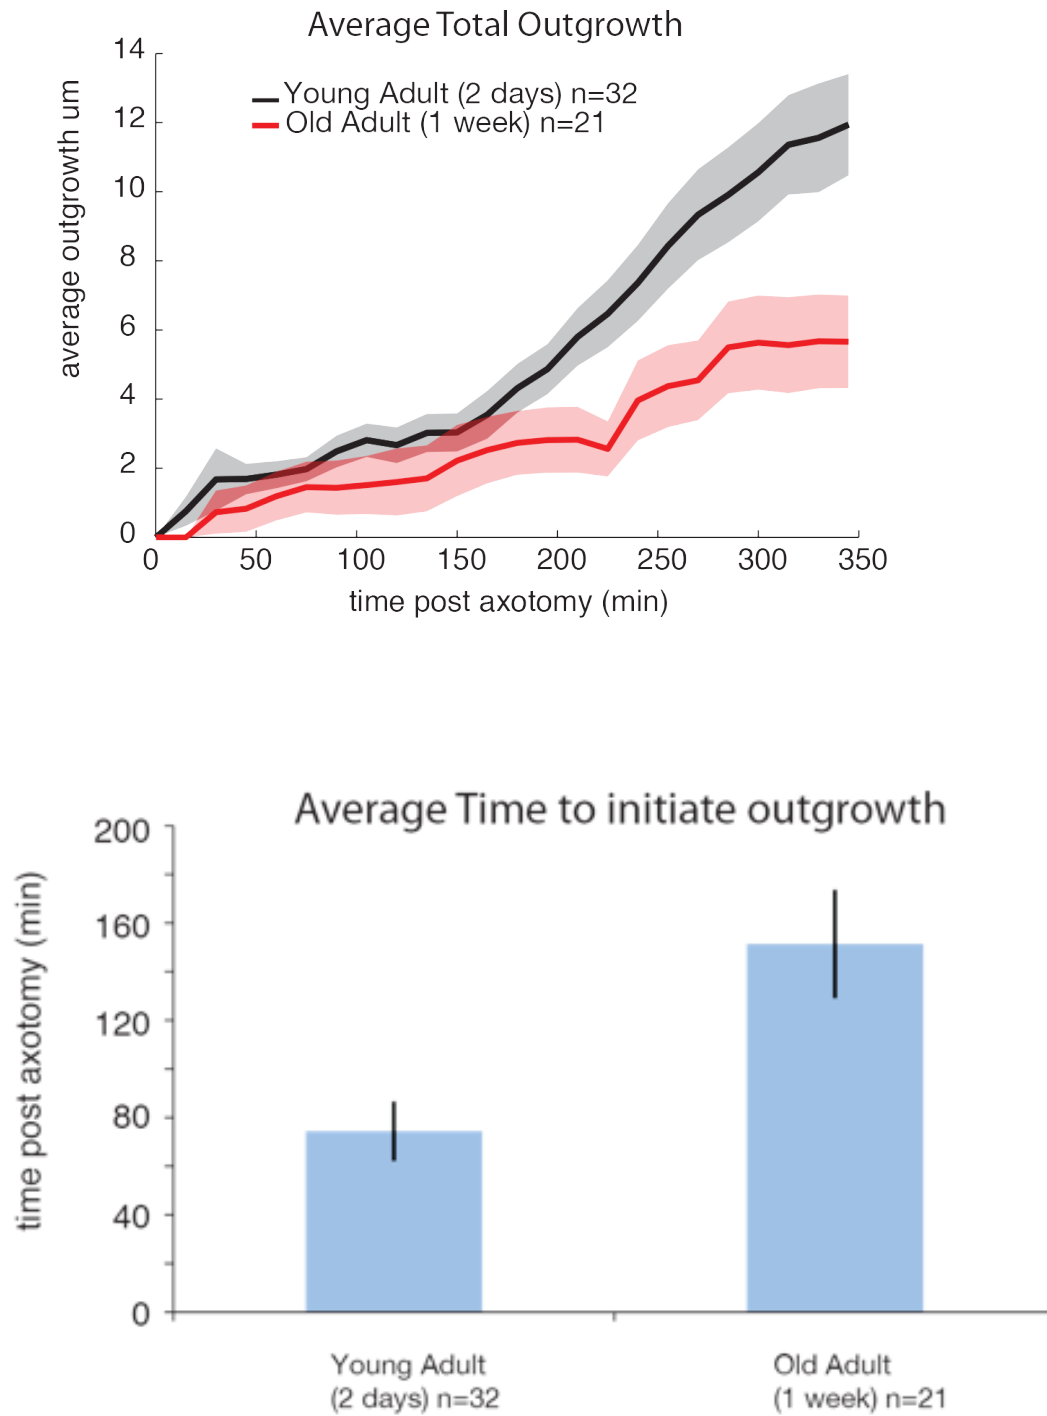 Average Total Outgrowth
14
12
10
8
6
4
2
0
average outgrowth um
Young Adult (2 days) n=32
Old Adult (1 week) n=21
0 50 100 150 200 250 300 350
time post axotomy (min)
Average Time to initiate outgrowth
200
160
120
80
40
0
time post axotomy (min)
Young Adult
(2 days) n=32
Old Adult
(1 week) n=21